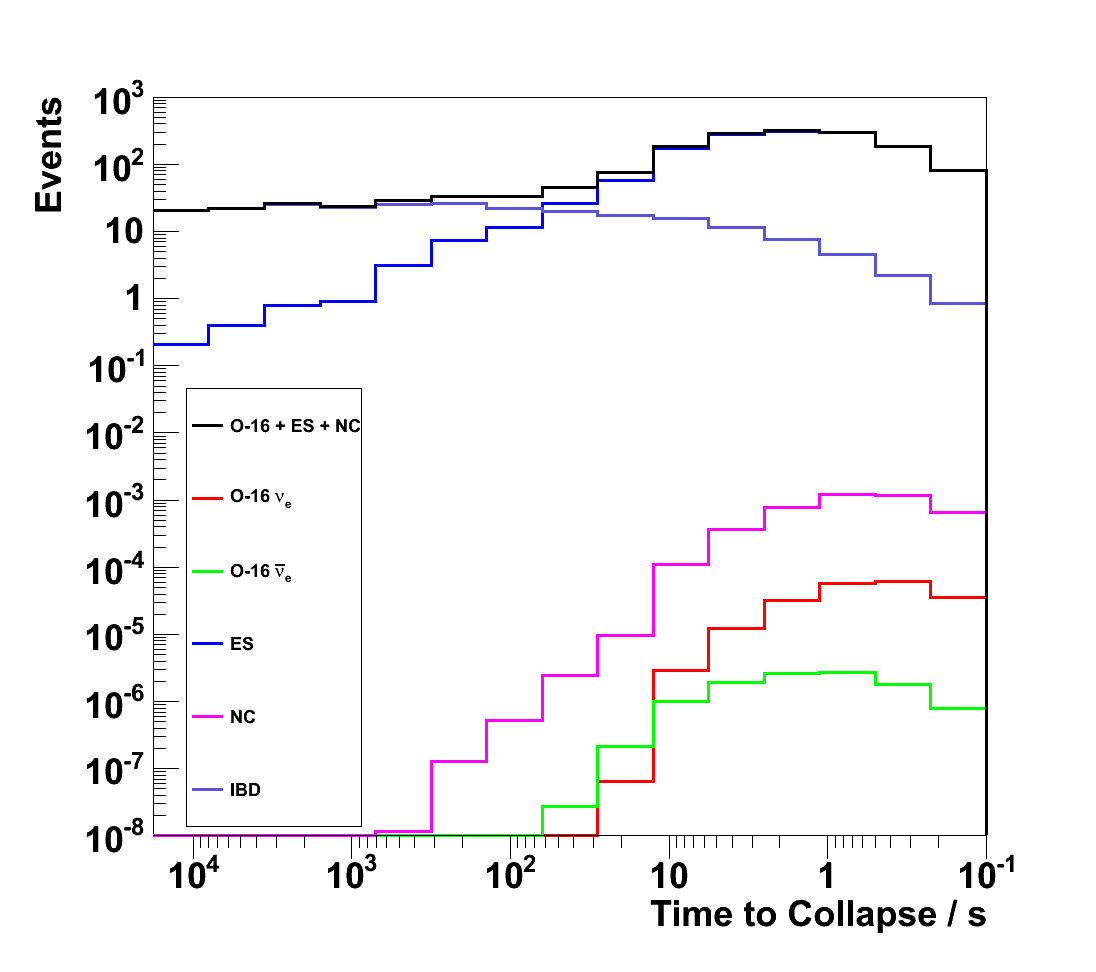 Events
10³
10²
10
1
10⁻¹
10⁻²
10⁻³
10⁻⁴
10⁻⁵
10⁻⁶
10⁻⁷
10⁻⁸
O-16 + ES + NC
O-16 νₑ
O-16 ν̅ₑ
ES
NC
IBD
10⁴ 10³ 10² 10 1 10⁻¹
Time to Collapse / s